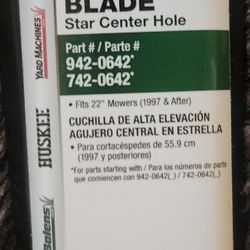 BLADE
Star Center Hole
Part # / Parte #
942-0642*
742-0642*
• Fits 22" Mowers (1997 & After)
CUCHILLA DE ALTA ELEVACIÓN
AGUJERO CENTRAL EN ESTRELLA
• Para cortacéspedes de 55.9 cm
(1997 y posteriores)
*For parts starting with / Para los números de parte
que comiencen con 942-0642(_) / 742-0642(_)
YARD MACHINES
HUSKEE
Bolens